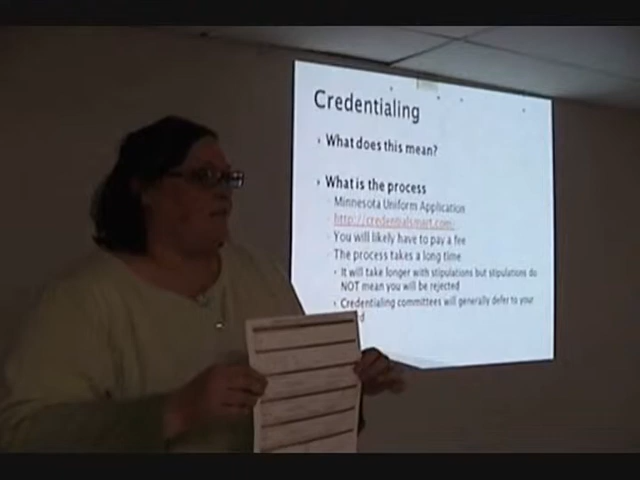 Credentialing
What does this mean?
What is the process
Minnesota Uniform Application
http://credentialsmart.com/
You will likely have to pay a fee
The process takes a long time
It will take longer with stipulations but stipulations do
NOT mean you will be rejected
Credentialing committees will generally defer to your